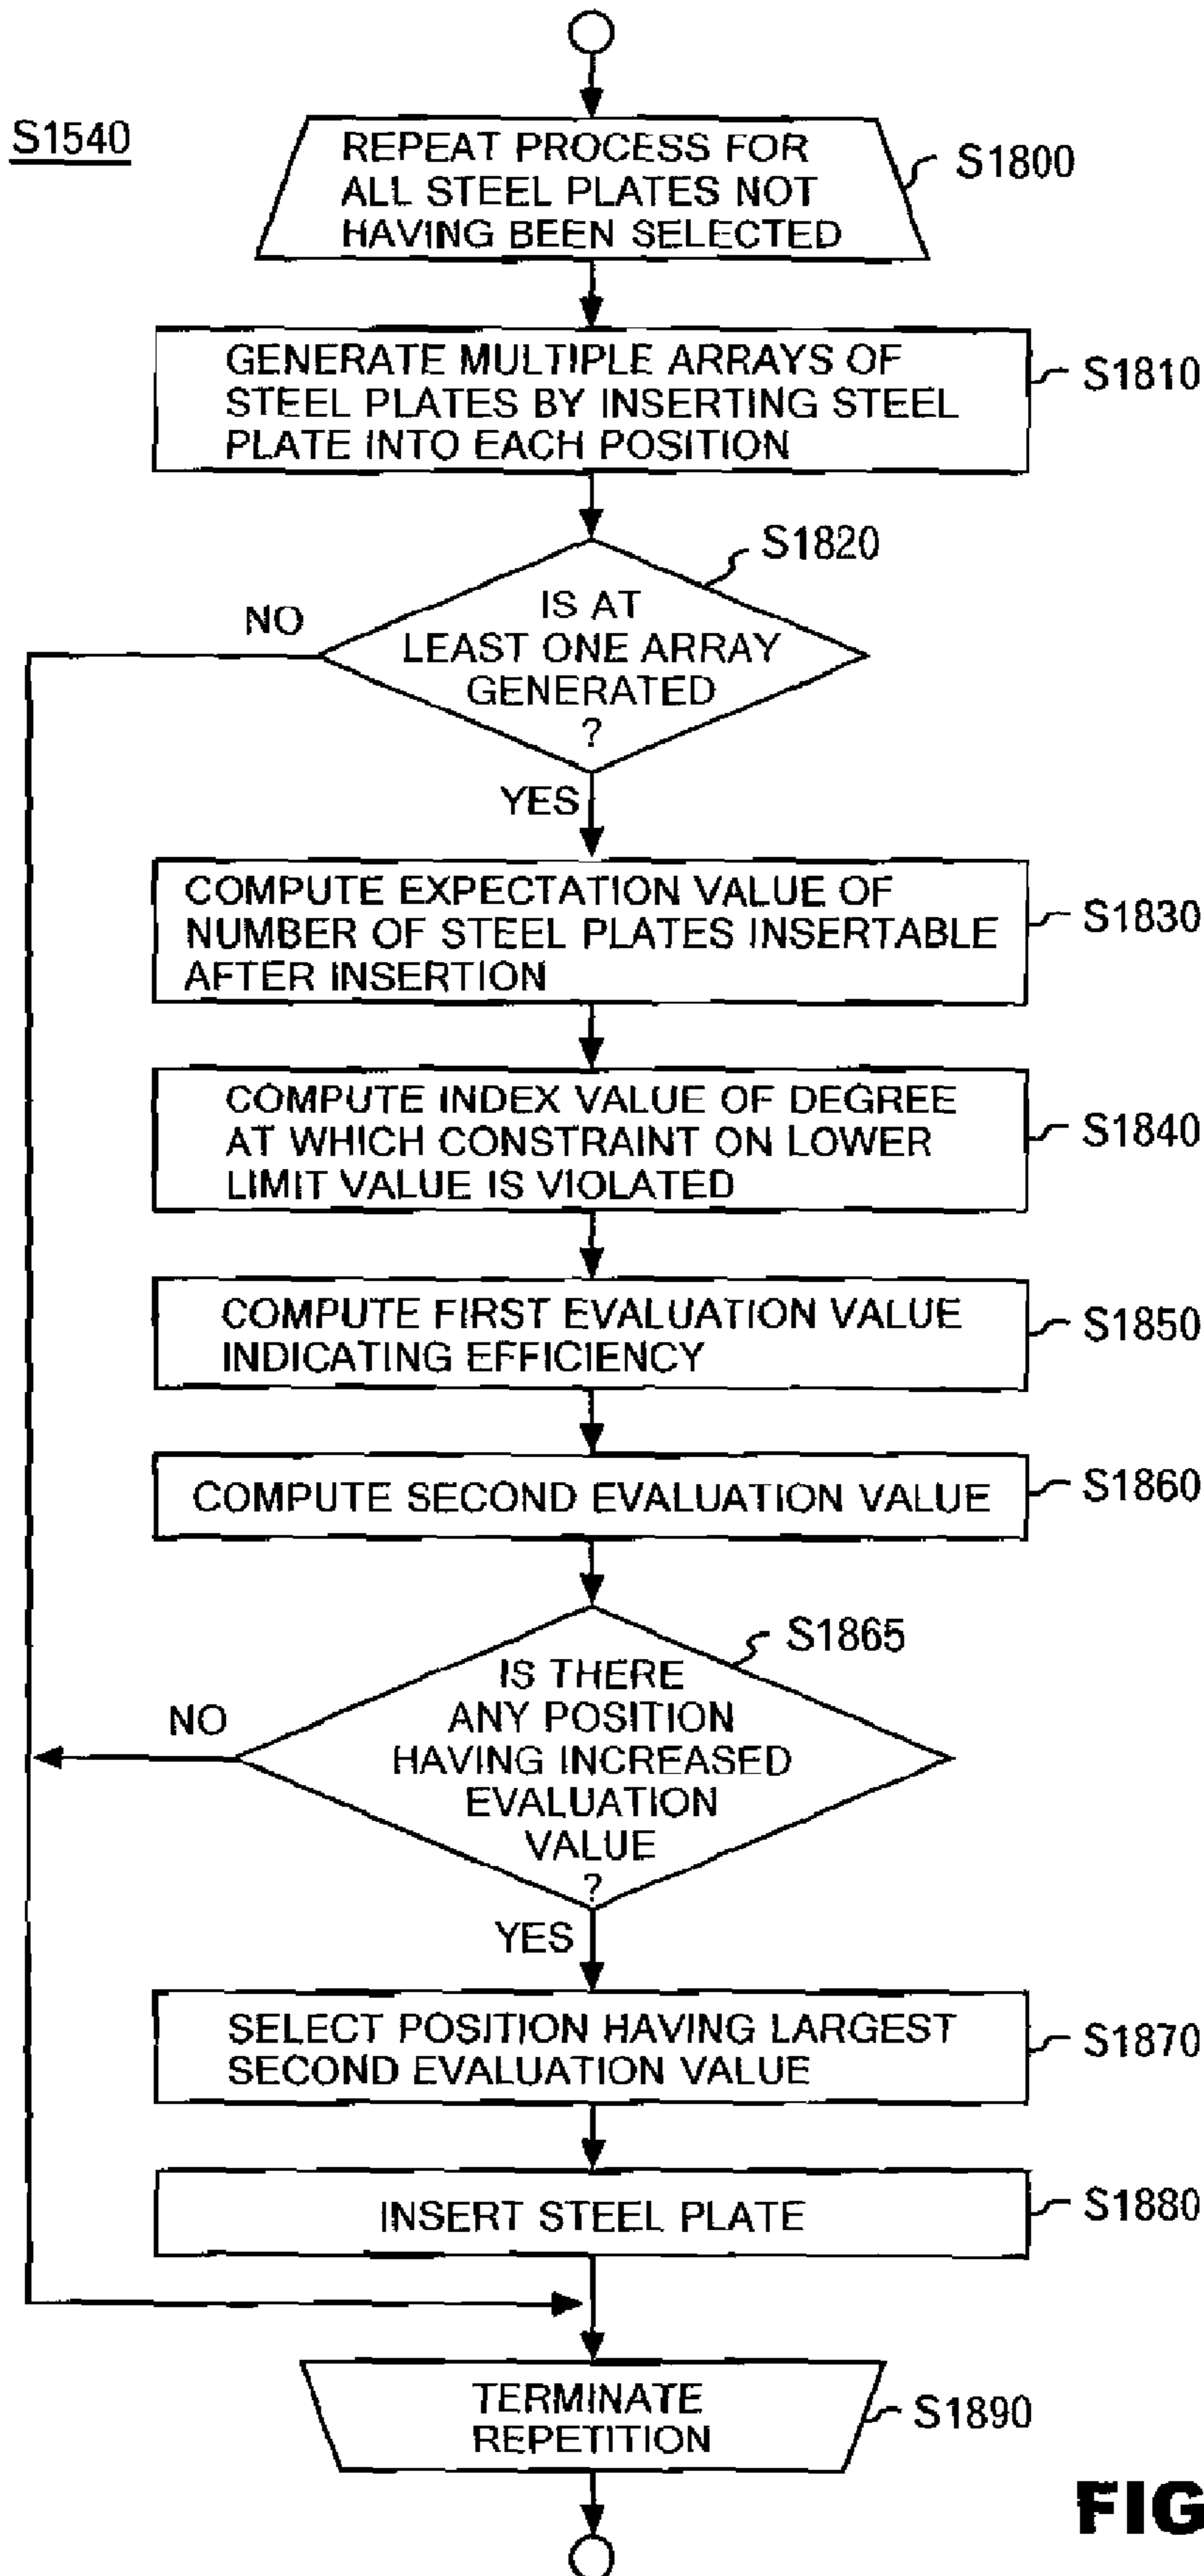 S1540
REPEAT PROCESS FOR
ALL STEEL PLATES NOT
HAVING BEEN SELECTED
S1800
GENERATE MULTIPLE ARRAYS OF
STEEL PLATES BY INSERTING STEEL
PLATE INTO EACH POSITION
S1810
S1820
IS AT
LEAST ONE ARRAY
GENERATED
?
NO
YES
COMPUTE EXPECTATION VALUE OF
NUMBER OF STEEL PLATES INSERTABLE
AFTER INSERTION
S1830
COMPUTE INDEX VALUE OF DEGREE
AT WHICH CONSTRAINT ON LOWER
LIMIT VALUE IS VIOLATED
S1840
COMPUTE FIRST EVALUATION VALUE
INDICATING EFFICIENCY
S1850
COMPUTE SECOND EVALUATION VALUE
S1860
S1865
IS THERE
ANY POSITION
HAVING INCREASED
EVALUATION
VALUE
?
NO
YES
SELECT POSITION HAVING LARGEST
SECOND EVALUATION VALUE
S1870
INSERT STEEL PLATE
S1880
TERMINATE
REPETITION
S1890
FIG